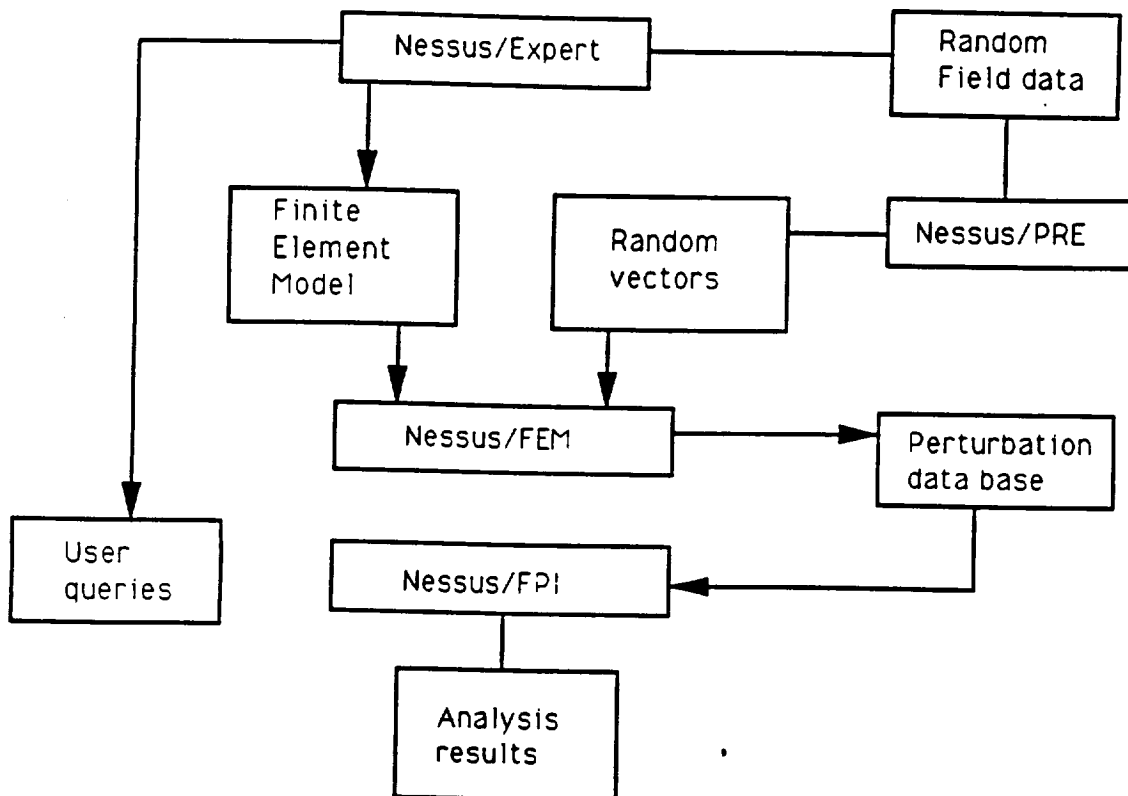 Nessus/Expert
Random
Field data
Finite
Element
Model
Random
vectors
Nessus/PRE
Nessus/FEM
Perturbation
data base
User
queries
Nessus/FPI
Analysis
results